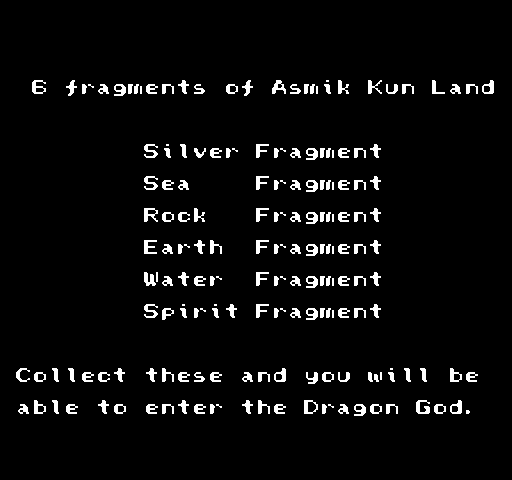 6 fragments of Asmik Kun Land
Silver Fragment
Sea Fragment
Rock Fragment
Earth Fragment
Water Fragment
Spirit Fragment
Collect these and you will be
able to enter the Dragon God.